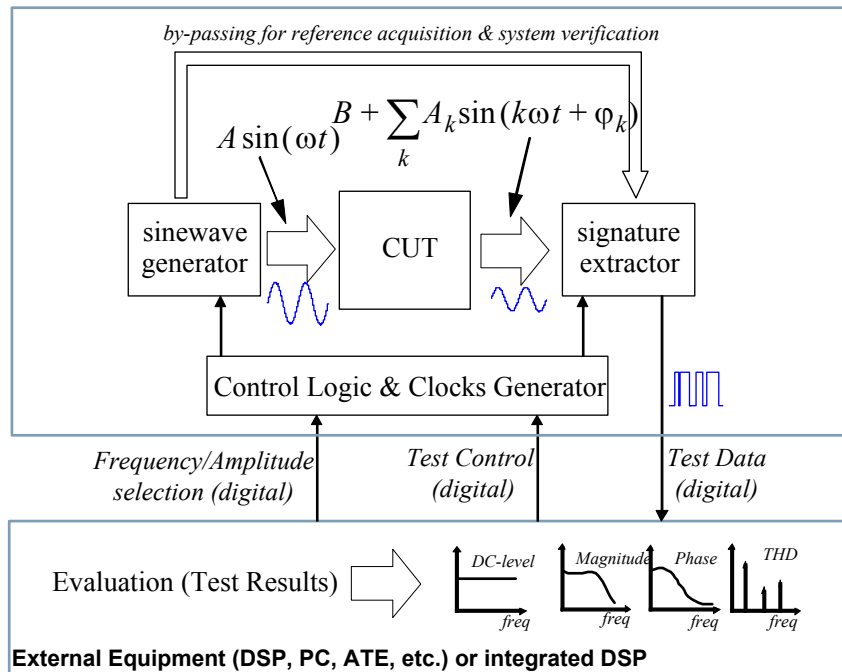 by-passing for reference acquisition & system verification
A sin(ωt)
B + ∑ A_k sin(kωt + φ_k)
k
sinewave
generator
CUT
signature
extractor
Control Logic & Clocks Generator
Frequency/Amplitude
selection (digital)
Test Control
(digital)
Test Data
(digital)
Evaluation (Test Results)
DC-level
freq
Magnitude
freq
Phase
freq
THD
freq
External Equipment (DSP, PC, ATE, etc.) or integrated DSP